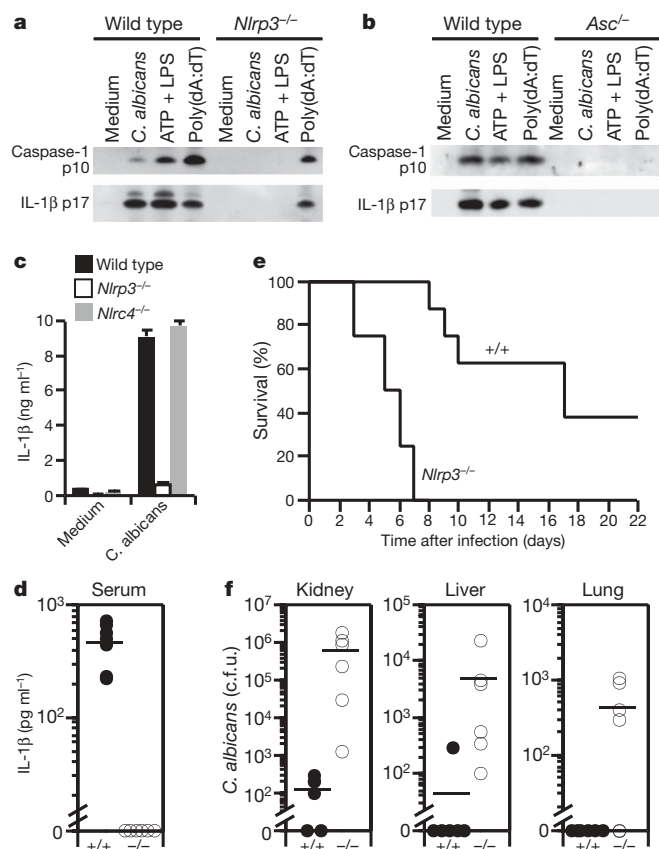 a
Wild type
Nlrp3–/–
Medium
C. albicans
ATP + LPS
Poly(dA:dT)
Medium
C. albicans
ATP + LPS
Poly(dA:dT)
Caspase-1
p10
IL-1β p17
b
Wild type
Asc–/–
Medium
C. albicans
ATP + LPS
Poly(dA:dT)
Medium
C. albicans
ATP + LPS
Poly(dA:dT)
Caspase-1
p10
IL-1β p17
c
Wild type
Nlrp3–/–
Nlrc4–/–
IL-1β (ng ml–1)
10
8
6
4
2
0
Medium
C. albicans
e
Survival (%)
100
80
60
40
20
0
+/+
Nlrp3–/–
0 2 4 6 8 10 12 14 16 18 20 22
Time after infection (days)
d
Serum
IL-1β (pg ml–1)
10³
10²
0
+/+ –/–
f
Kidney
C. albicans (c.f.u.)
10⁷
10⁶
10⁵
10⁴
10³
10²
0
+/+ –/–
Liver
10⁵
10⁴
10³
10²
0
+/+ –/–
Lung
10⁴
10³
10²
0
+/+ –/–